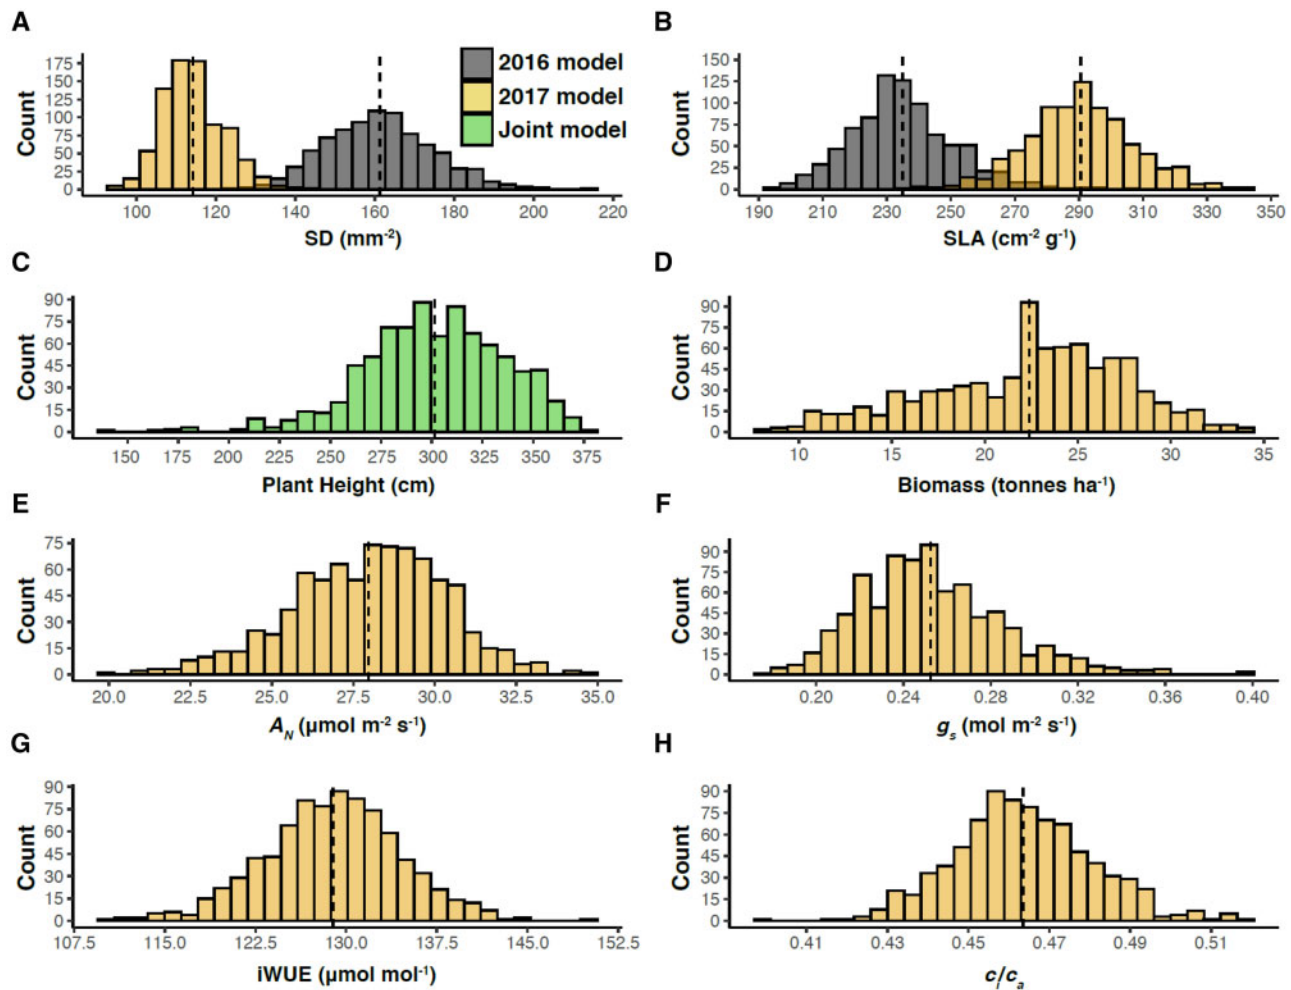 A
Count
175
150
125
100
75
50
25
0
100 120 140 160 180 200 220
SD (mm⁻²)
2016 model
2017 model
Joint model
B
Count
150
125
100
75
50
25
0
190 210 230 250 270 290 310 330 350
SLA (cm⁻² g⁻¹)
C
Count
90
75
60
45
30
15
0
150 175 200 225 250 275 300 325 350 375
Plant Height (cm)
D
Count
90
75
60
45
30
15
0
10 15 20 25 30 35
Biomass (tonnes ha⁻¹)
E
Count
75
60
45
30
15
0
20.0 22.5 25.0 27.5 30.0 32.5 35.0
A_N (µmol m⁻² s⁻¹)
F
Count
90
75
60
45
30
15
0
0.20 0.24 0.28 0.32 0.36 0.40
g_s (mol m⁻² s⁻¹)
G
Count
90
75
60
45
30
15
0
107.5 115.0 122.5 130.0 137.5 145.0 152.5
iWUE (µmol mol⁻¹)
H
Count
90
75
60
45
30
15
0
0.41 0.43 0.45 0.47 0.49 0.51
c_i/c_a